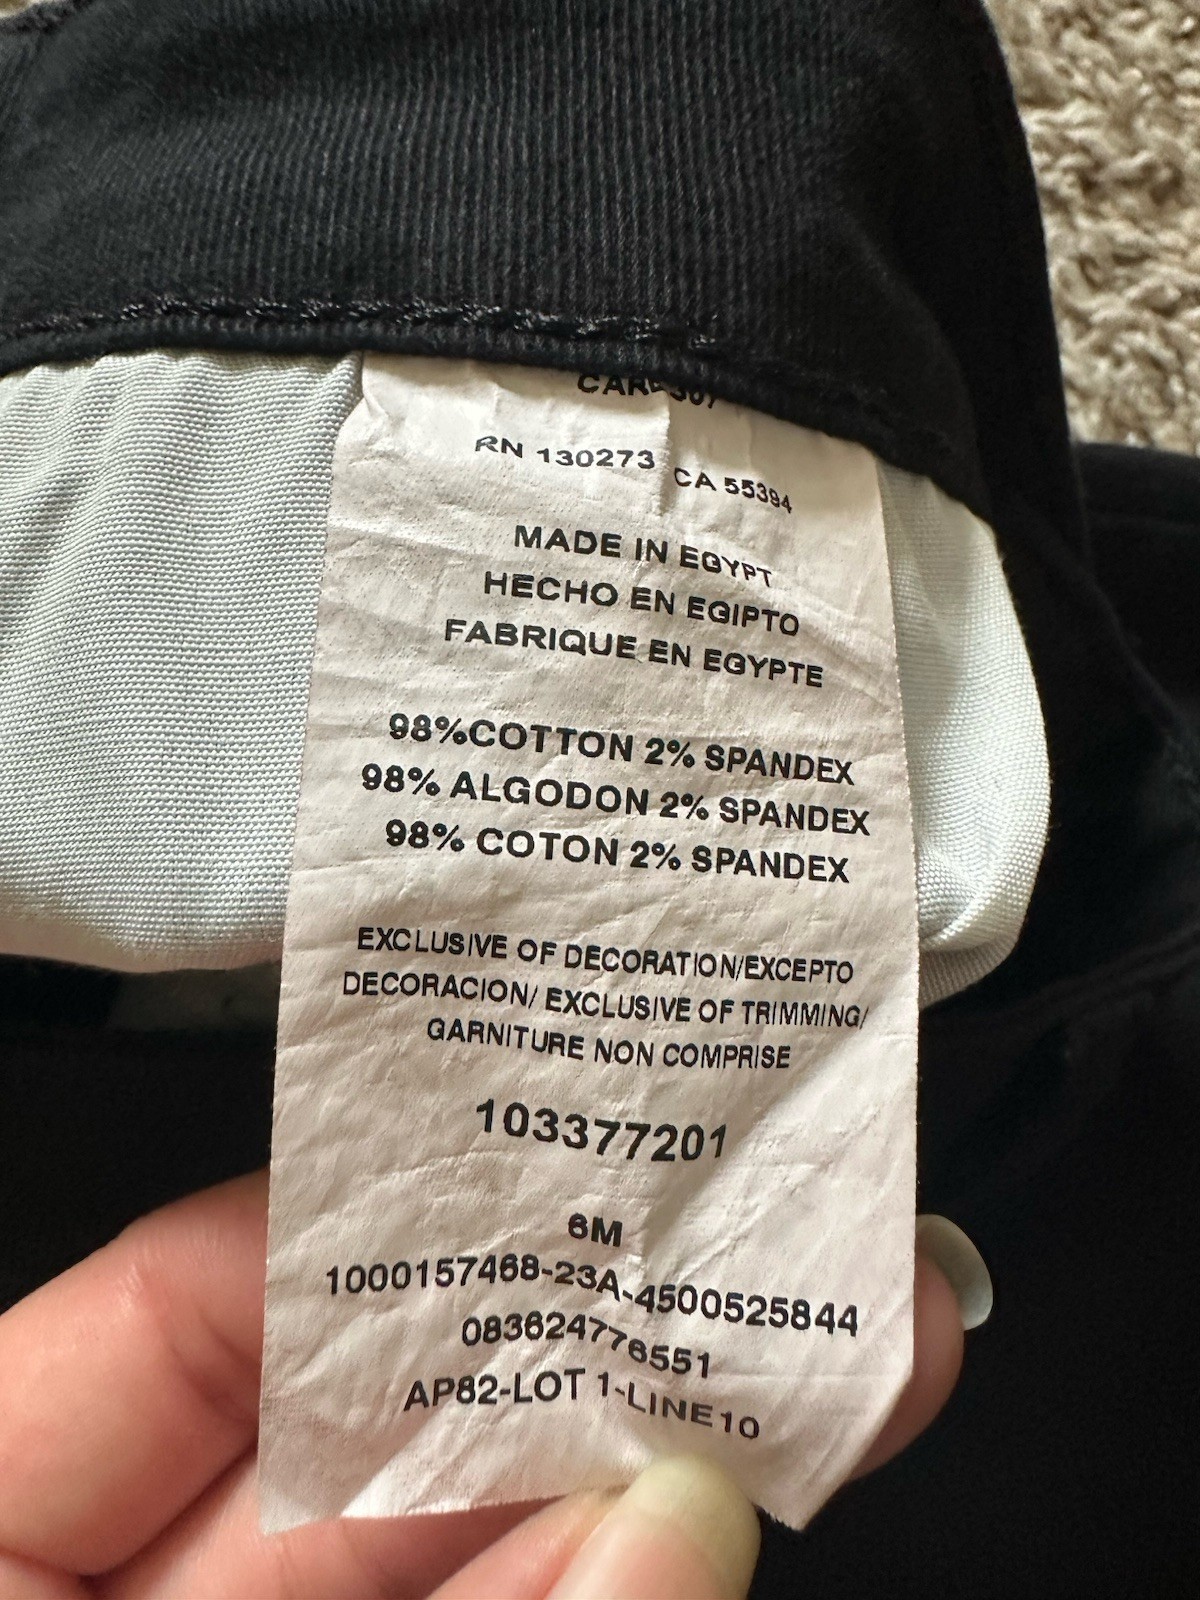 RN 130273 CA 55394
MADE IN EGYPT
HECHO EN EGIPTO
FABRIQUE EN EGYPTE
98%COTTON 2% SPANDEX
98% ALGODON 2% SPANDEX
98% COTON 2% SPANDEX
EXCLUSIVE OF DECORATION/EXCEPTO
DECORACION/ EXCLUSIVE OF TRIMMING/
GARNITURE NON COMPRISE
103377201
6M
1000157468-23A-4500525844
083624776551
AP82-LOT 1-LINE10